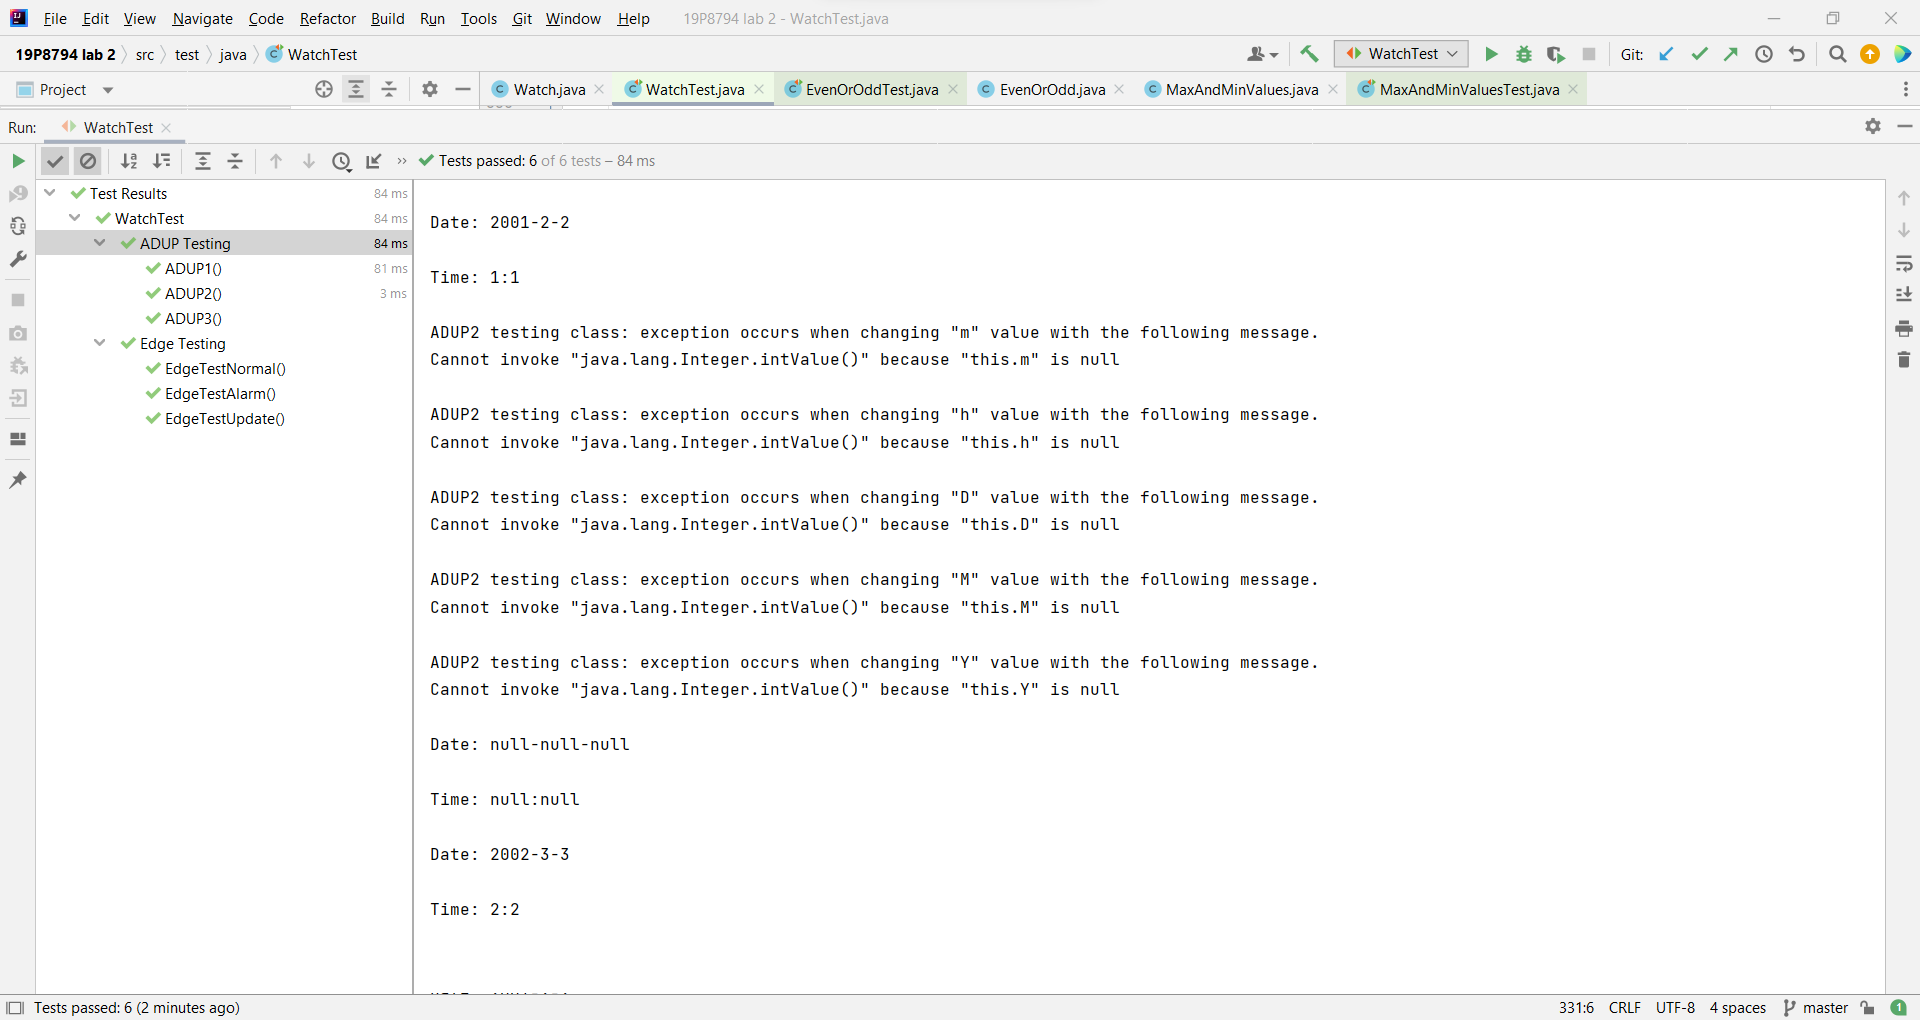 File Edit View Navigate Code Refactor Build Run Tools Git Window Help 19P8794 lab 2 - WatchTest.java
19P8794 lab 2 src test java WatchTest WatchTest Git:
Project Watch.java WatchTest.java EvenOrOddTest.java EvenOrOdd.java MaxAndMinValues.java MaxAndMinValuesTest.java
Run: WatchTest
Tests passed: 6 of 6 tests – 84 ms
Test Results 84 ms
WatchTest 84 ms
ADUP Testing 84 ms
ADUP1() 81 ms
ADUP2() 3 ms
ADUP3()
Edge Testing
EdgeTestNormal()
EdgeTestAlarm()
EdgeTestUpdate()
Date: 2001-2-2
Time: 1:1
ADUP2 testing class: exception occurs when changing "m" value with the following message.
Cannot invoke "java.lang.Integer.intValue()" because "this.m" is null
ADUP2 testing class: exception occurs when changing "h" value with the following message.
Cannot invoke "java.lang.Integer.intValue()" because "this.h" is null
ADUP2 testing class: exception occurs when changing "D" value with the following message.
Cannot invoke "java.lang.Integer.intValue()" because "this.D" is null
ADUP2 testing class: exception occurs when changing "M" value with the following message.
Cannot invoke "java.lang.Integer.intValue()" because "this.M" is null
ADUP2 testing class: exception occurs when changing "Y" value with the following message.
Cannot invoke "java.lang.Integer.intValue()" because "this.Y" is null
Date: null-null-null
Time: null:null
Date: 2002-3-3
Time: 2:2
Tests passed: 6 (2 minutes ago) 331:6 CRLF UTF-8 4 spaces master 1